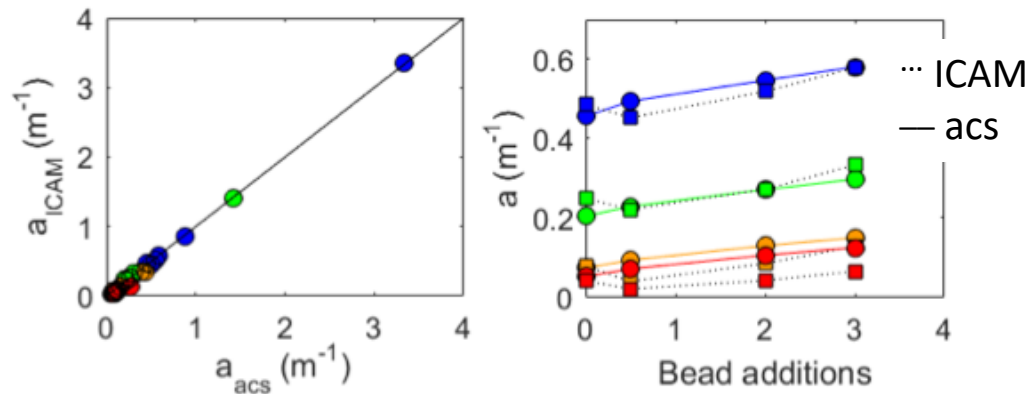 4
3
2
1
0
0 1 2 3 4
a_ICAM (m⁻¹)
a_acs (m⁻¹)
0.6
0.4
0.2
0
0 1 2 3 4
a (m⁻¹)
Bead additions
··· ICAM
— acs